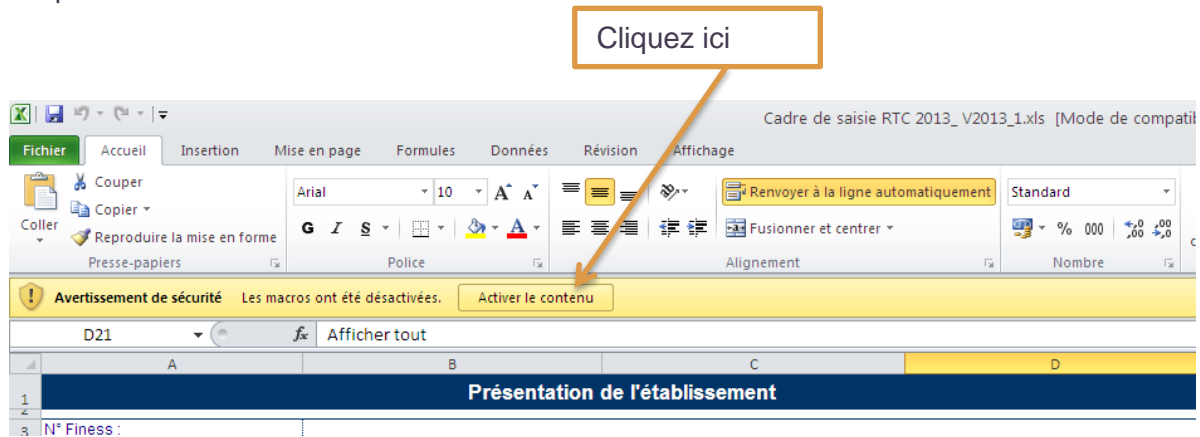 Cliquez ici
Cadre de saisie RTC 2013_ V2013_1.xls [Mode de compatib
Fichier Accueil Insertion Mise en page Formules Données Révision Affichage
Couper
Copier
Coller
Reproduire la mise en forme
Arial 10 A A
G I S A
Renvoyer à la ligne automatiquement
Fusionner et centrer
Standard
% 000 ,00 ,00
Presse-papiers Police Alignement Nombre
Avertissement de sécurité Les macros ont été désactivées. Activer le contenu
D21 fx Afficher tout
A B C D
1 Présentation de l'établissement
2
3 N° Finess :